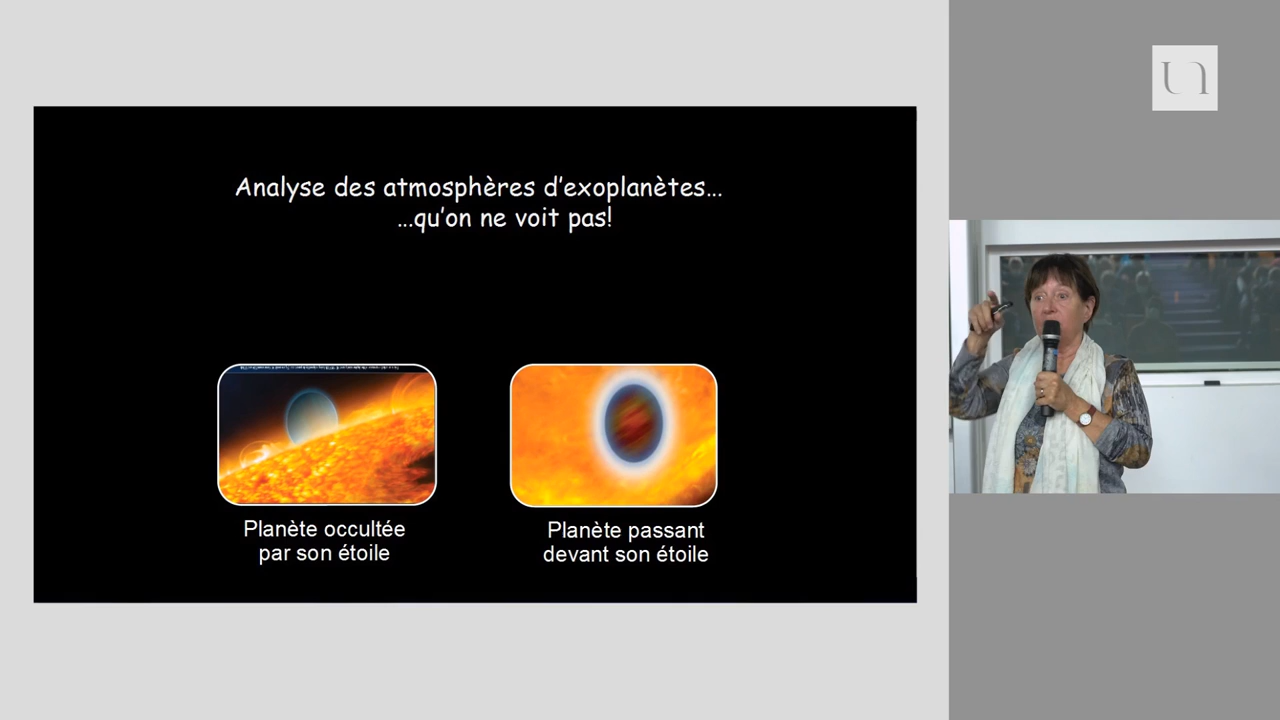 Analyse des atmosphères d'exoplanètes...
...qu'on ne voit pas!
Planète occultée
par son étoile
Planète passant
devant son étoile